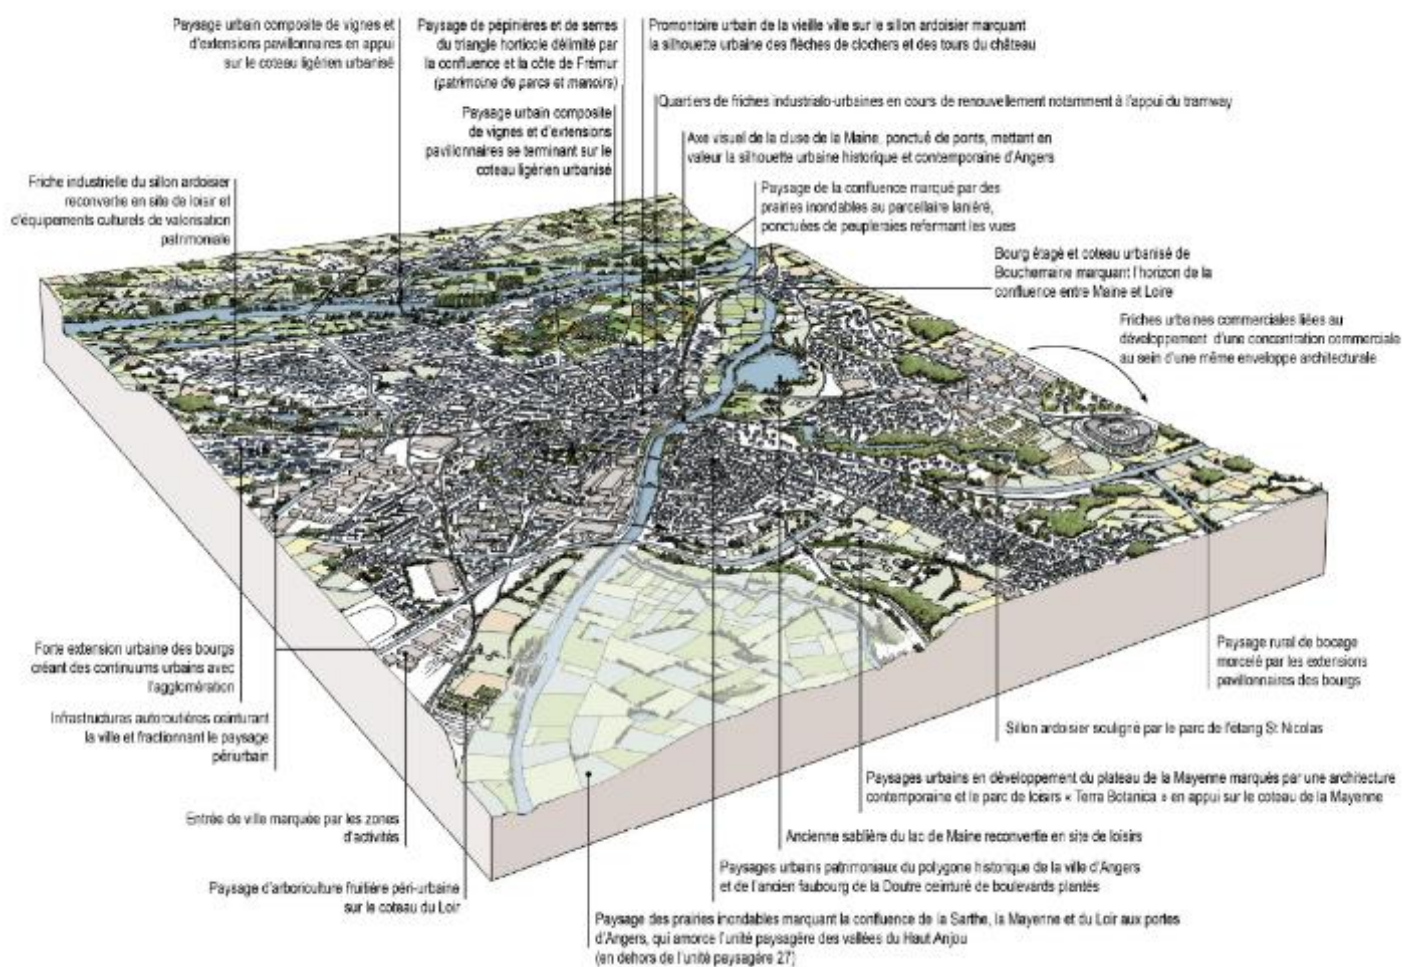 Paysage urbain composite de vignes et
d'extensions pavillonnaires en appui
sur le coteau ligérien urbanisé
Paysage de pépinières et de serres
du triangle horticole délimité par
la confluence et la côte de Frémur
(patrimoine de parcs et manoirs)
Promontoire urbain de la vieille ville sur le sillon ardoisier marquant
la silhouette urbaine des flèches de clochers et des tours du château
Quartiers de friches industrialo-urbaines en cours de renouvellement notamment à l'appui du tramway
Paysage urbain composite
de vignes et d'extensions
pavillonnaires se terminant sur le
coteau ligérien urbanisé
Axe visuel de la cluse de la Maine, ponctué de ponts, mettant en
valeur la silhouette urbaine historique et contemporaine d'Angers
Friche industrielle du sillon ardoisier
reconvertie en site de loisir et
d'équipements culturels de valorisation
patrimoniale
Paysage de la confluence marqué par des
prairies inondables au parcellaire laniéré,
ponctuées de peupleraies refermant les vues
Bourg étagé et coteau urbanisé de
Bouchemaine marquant l'horizon de la
confluence entre Maine et Loire
Friches urbaines commerciales liées au
développement d'une concentration commerciale
au sein d'une même enveloppe architecturale
Forte extension urbaine des bourgs
créant des continuums urbains avec
l'agglomération
Infrastructures autoroutières ceinturant
la ville et fractionnant le paysage
périurbain
Entrée de ville marquée par les zones
d'activités
Paysage d'arboriculture fruitière péri-urbaine
sur le coteau du Loir
Paysage rural de bocage
morcelé par les extensions
pavillonnaires des bourgs
Sillon ardoisier souligné par le parc de l'étang St Nicolas
Paysages urbains en développement du plateau de la Mayenne marqués par une architecture
contemporaine et le parc de loisirs « Terra Botanica » en appui sur le coteau de la Mayenne
Ancienne sablière du lac de Maine reconvertie en site de loisirs
Paysages urbains patrimoniaux du polygone historique de la ville d'Angers
et de l'ancien faubourg de la Doutre ceinturé de boulevards plantés
Paysage des prairies inondables marquant la confluence de la Sarthe, la Mayenne et du Loir aux portes
d'Angers, qui amorce l'unité paysagère des vallées du Haut Anjou
(en dehors de l'unité paysagère 27)